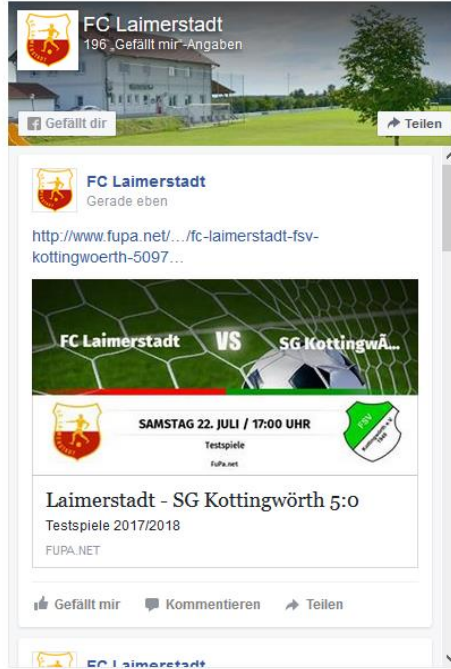 FC Laimerstadt
196 „Gefällt mir“-Angaben
Gefällt dir
Teilen
FC Laimerstadt
Gerade eben
http://www.fupa.net/…/fc-laimerstadt-fsv-
kottingwoerth-5097…
FC Laimerstadt VS SG KottingwÃ...
SAMSTAG 22. JULI / 17:00 UHR
Testspiele
FuPa.net
FSV
Kottingwörth e.V.
Laimerstadt - SG Kottingwörth 5:0
Testspiele 2017/2018
FUPA.NET
Gefällt mir Kommentieren Teilen
FC Laimerstadt